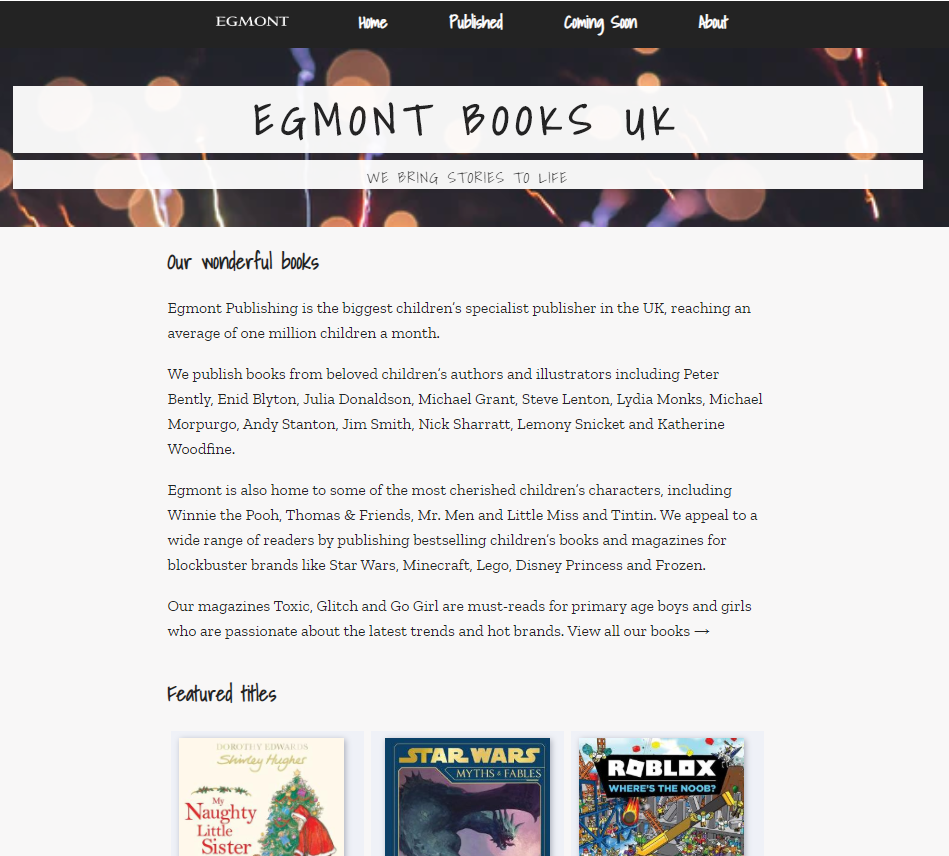 EGMONT Home Published Coming Soon About
EGMONT BOOKS UK
WE BRING STORIES TO LIFE
Our wonderful books
Egmont Publishing is the biggest children's specialist publisher in the UK, reaching an
average of one million children a month.
We publish books from beloved children's authors and illustrators including Peter
Bently, Enid Blyton, Julia Donaldson, Michael Grant, Steve Lenton, Lydia Monks, Michael
Morpurgo, Andy Stanton, Jim Smith, Nick Sharratt, Lemony Snicket and Katherine
Woodfine.
Egmont is also home to some of the most cherished children's characters, including
Winnie the Pooh, Thomas & Friends, Mr. Men and Little Miss and Tintin. We appeal to a
wide range of readers by publishing bestselling children's books and magazines for
blockbuster brands like Star Wars, Minecraft, Lego, Disney Princess and Frozen.
Our magazines Toxic, Glitch and Go Girl are must-reads for primary age boys and girls
who are passionate about the latest trends and hot brands. View all our books →
Featured titles
DOROTHY EDWARDS
Shirley Hughes
My
Naughty
Little
Sister
STAR WARS
MYTHS & FABLES
ROBLOX
WHERE'S THE NOOB?